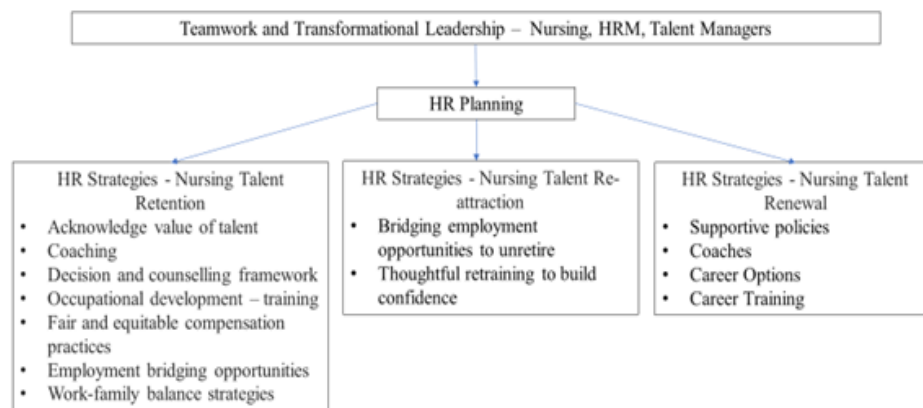 Teamwork and Transformational Leadership – Nursing, HRM, Talent Managers
HR Planning
HR Strategies - Nursing Talent
Retention
• Acknowledge value of talent
• Coaching
• Decision and counselling framework
• Occupational development – training
• Fair and equitable compensation
practices
• Employment bridging opportunities
• Work-family balance strategies
HR Strategies - Nursing Talent Re-
attraction
• Bridging employment
opportunities to unretire
• Thoughtful retraining to build
confidence
HR Strategies - Nursing Talent
Renewal
• Supportive policies
• Coaches
• Career Options
• Career Training